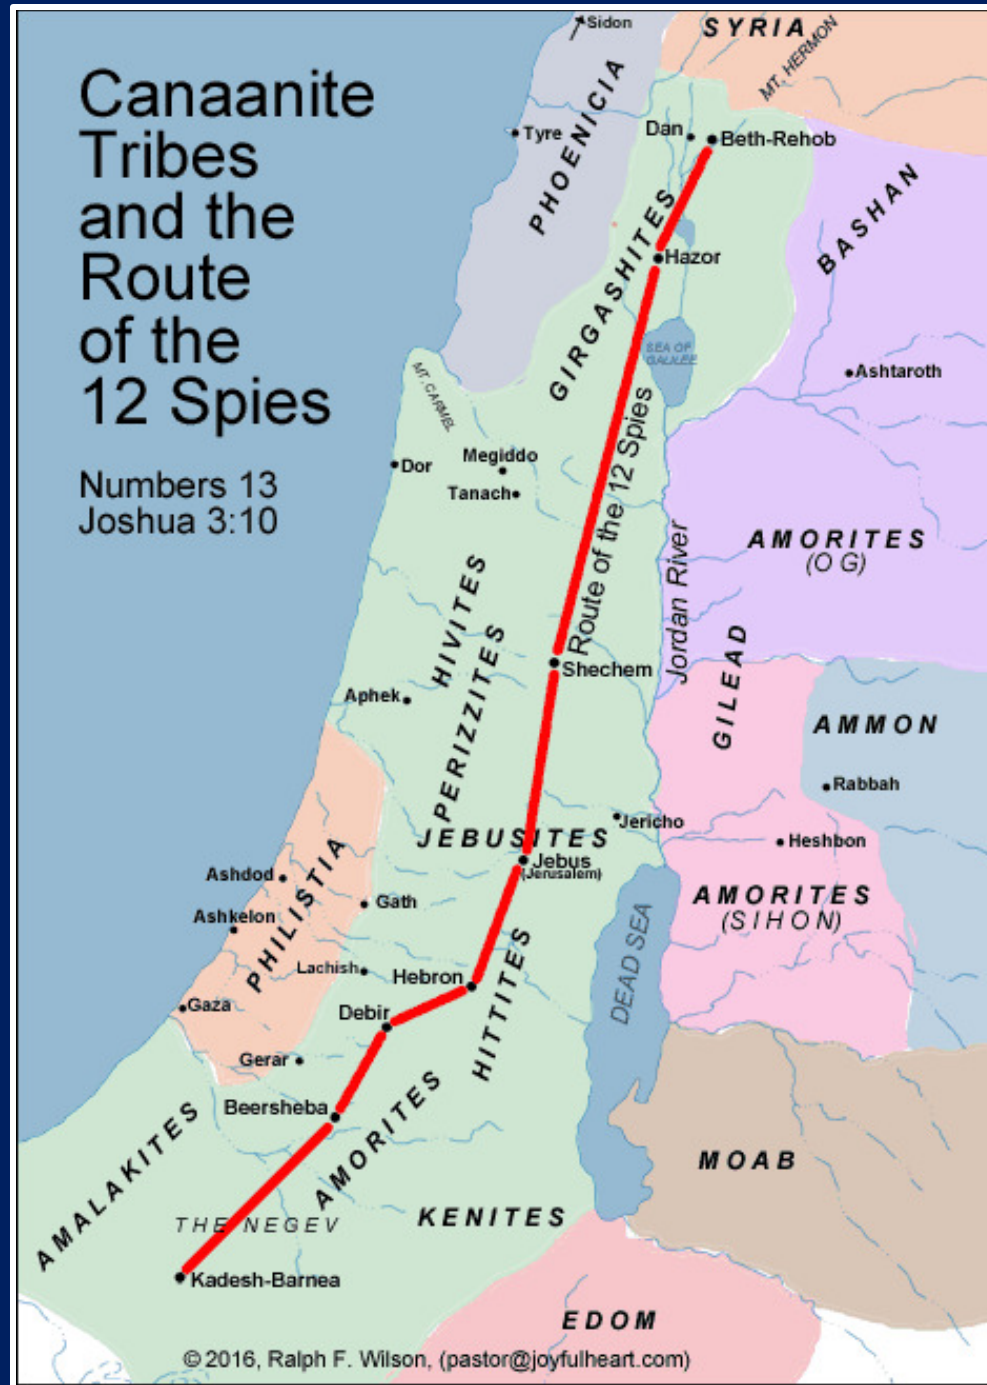 Canaanite
Tribes
and the
Route
of the
12 Spies
Numbers 13
Joshua 3:10
Sidon
SYRIA
MT. HERMON
PHOENICIA
Tyre
Dan
Beth-Rehob
BASHAN
GIRGASHITES
Hazor
SEA OF
GALILEE
Ashtaroth
MT. CARMEL
Dor
Megiddo
Tanach
Route of the 12 Spies
Jordan River
AMORITES
(OG)
HIVITES
PERIZZITES
Shechem
Aphek
GILEAD
AMMON
Rabbah
Jericho
JEBUSITES
Jebus
(Jerusalem)
Heshbon
Ashdod
PHILISTIA
Gath
Ashkelon
AMORITES
(SIHON)
Lachish
Hebron
HITTITES
DEAD SEA
Gaza
Debir
Gerar
Beersheba
AMORITES
AMALAKITES
MOAB
THE NEGEV
KENITES
Kadesh-Barnea
EDOM
© 2016, Ralph F. Wilson, (pastor@joyfulheart.com)